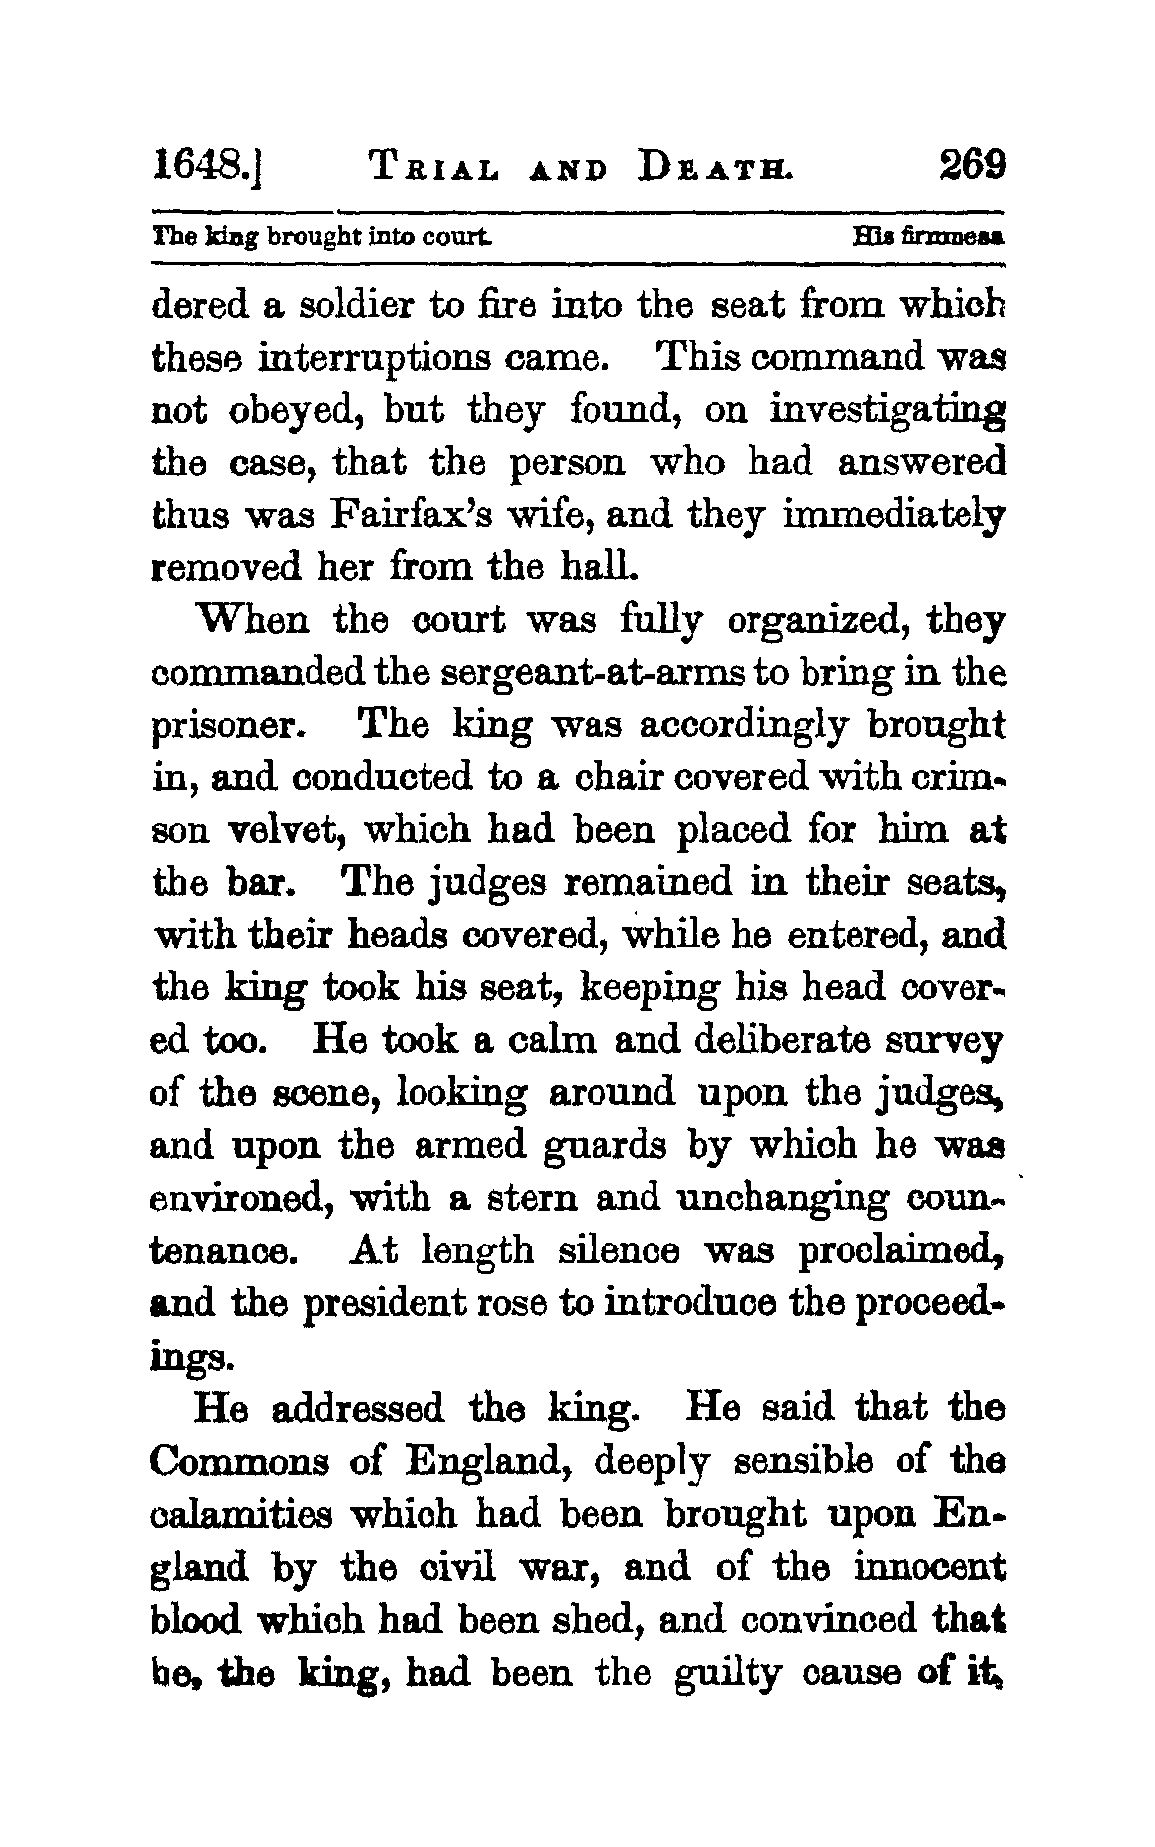 1648.] TRIAL AND DEATH. 269
The king brought into court. His firmness.
dered a soldier to fire into the seat from which
these interruptions came. This command was
not obeyed, but they found, on investigating
the case, that the person who had answered
thus was Fairfax's wife, and they immediately
removed her from the hall.
When the court was fully organized, they
commanded the sergeant-at-arms to bring in the
prisoner. The king was accordingly brought
in, and conducted to a chair covered with crim-
son velvet, which had been placed for him at
the bar. The judges remained in their seats,
with their heads covered, while he entered, and
the king took his seat, keeping his head cover-
ed too. He took a calm and deliberate survey
of the scene, looking around upon the judges,
and upon the armed guards by which he was
environed, with a stern and unchanging coun-
tenance. At length silence was proclaimed,
and the president rose to introduce the proceed-
ings.
He addressed the king. He said that the
Commons of England, deeply sensible of the
calamities which had been brought upon En-
gland by the civil war, and of the innocent
blood which had been shed, and convinced that
he, the king, had been the guilty cause of it,